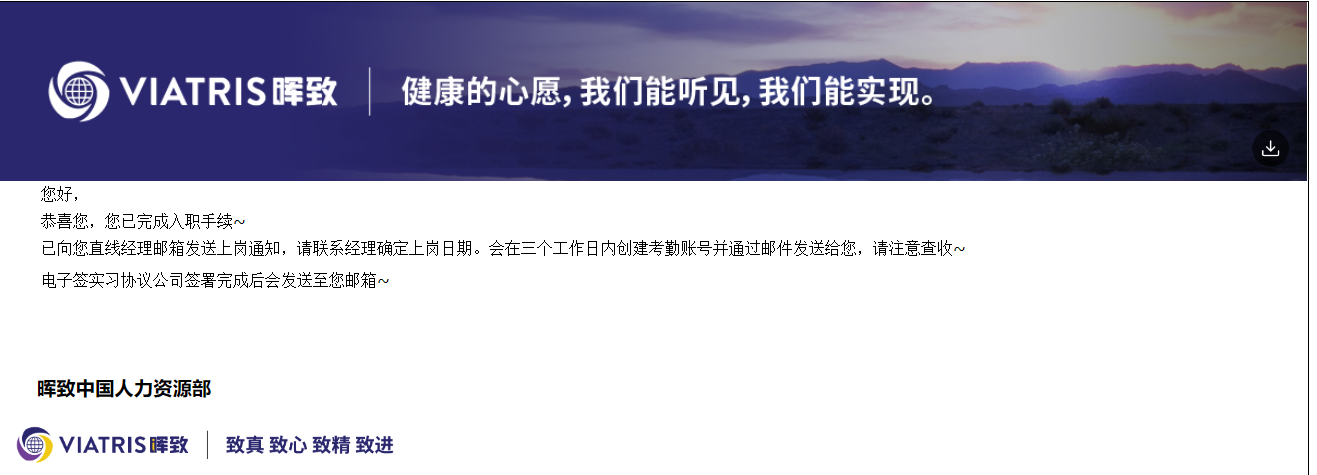 VIATRIS晖致 | 健康的心愿，我们能听见，我们能实现。
您好，
恭喜您，您已完成入职手续~
已向您直线经理邮箱发送上岗通知，请联系经理确定上岗日期。会在三个工作日内创建考勤账号并通过邮件发送给您，请注意查收~
电子签实习协议公司签署完成后会发送至您邮箱~
晖致中国人力资源部
VIATRIS晖致 | 致真 致心 致精 致进